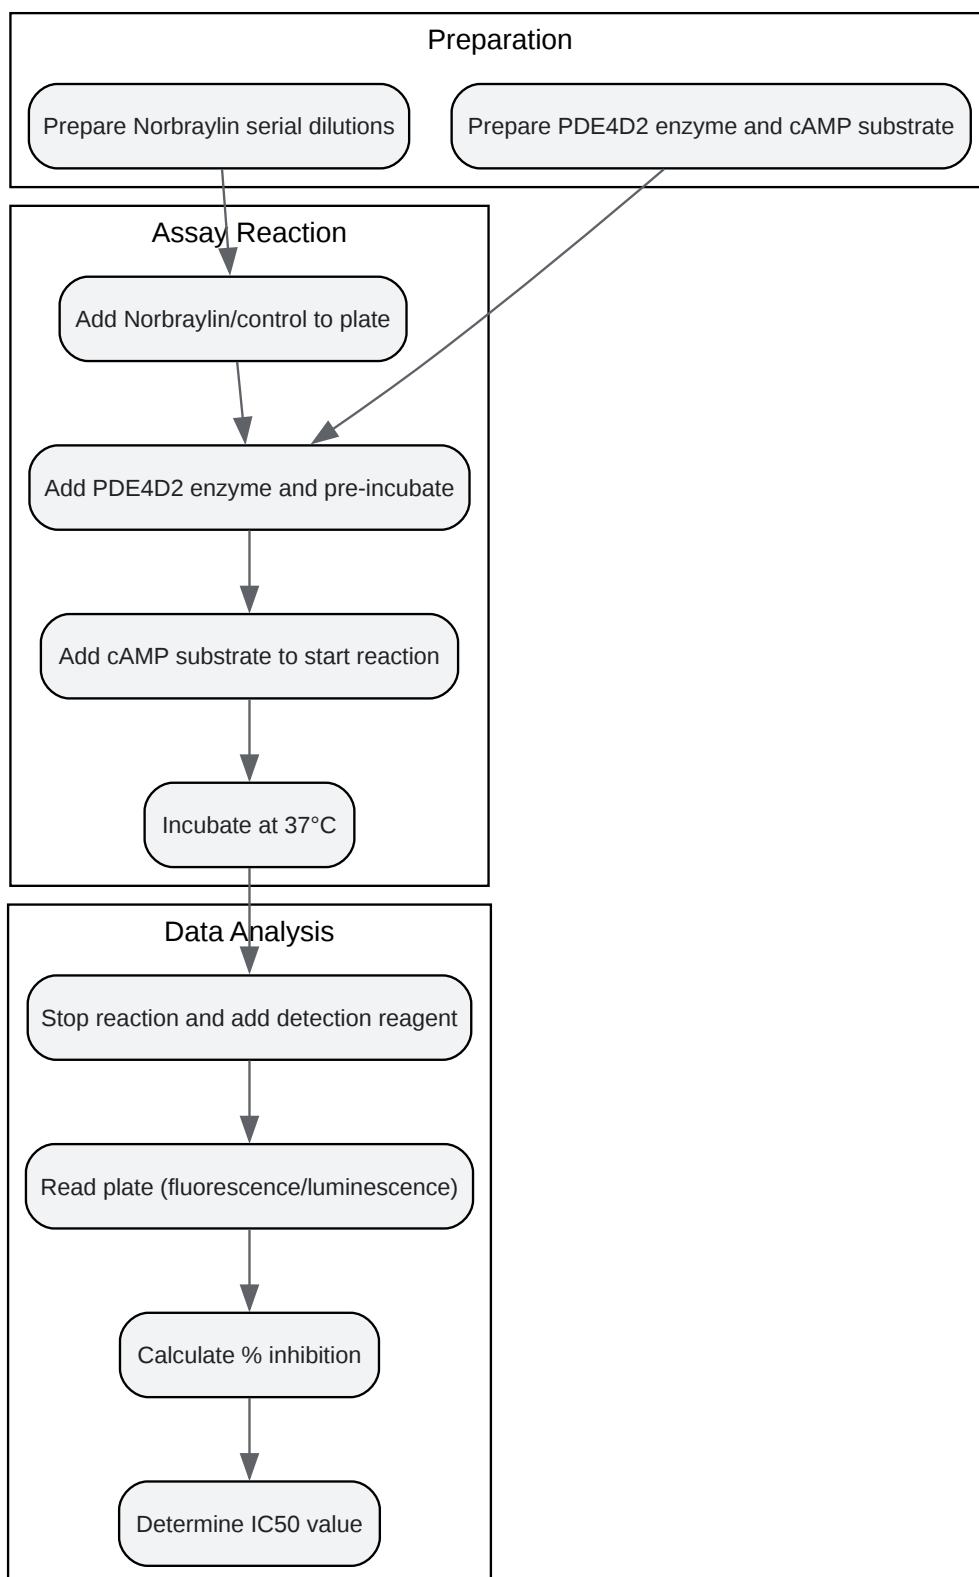 Preparation
Prepare Norbraylin serial dilutions
Prepare PDE4D2 enzyme and cAMP substrate
Assay Reaction
Add Norbraylin/control to plate
Add PDE4D2 enzyme and pre-incubate
Add cAMP substrate to start reaction
Incubate at 37°C
Data Analysis
Stop reaction and add detection reagent
Read plate (fluorescence/luminescence)
Calculate % inhibition
Determine IC50 value